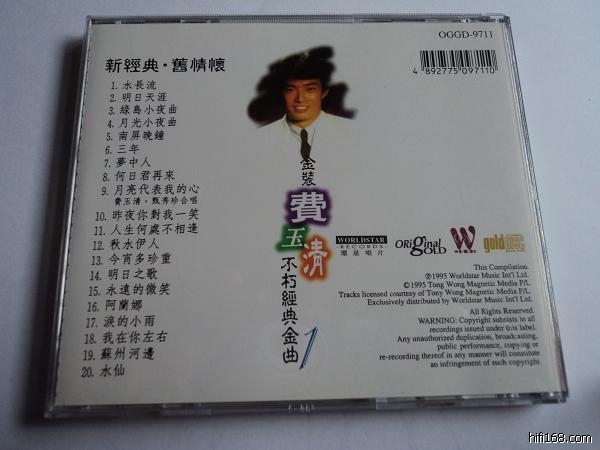 OGGD-9711
4 892775 097110
新經典・舊情懷
1. 水長流
2. 明日天涯
3. 綠島小夜曲
4. 月光小夜曲
5. 南屏晚鐘
6. 三年
7. 夢中人
8. 何日君再來
9. 月亮代表我的心
費玉清。甄秀珍合唱
10. 昨夜你對我一笑
11. 人生何處不相逢
12. 秋水伊人
13. 今宵多珍重
14. 明日之歌
15. 永遠的微笑
16. 阿蘭娜
17. 淚的小雨
18. 我在你左右
19. 蘇州河邊
20. 水仙
金裝
費玉清
不朽經典金曲
1
WORLDSTAR
RECORDS
環星唱片
ORiginal
GOLD
W
gold
This Compilation.
℗1995 Worldstar Music Int'l Ltd.
©1995 Tony Wong Magnetic Media P/L.
Tracks licensed courtesy of Tony Wong Magnetic Media P/L.
Exclusively distributed by Worldstar Music Int'l Ltd.
All Rights Reserved.
WARNING: Copyright subsists in all
recordings issued under this label.
Any unauthorized duplication, broadcasting,
public performance, copying or
re-recording thereof in any manner will constitute
an infringement of such copyright.
hifi168.com